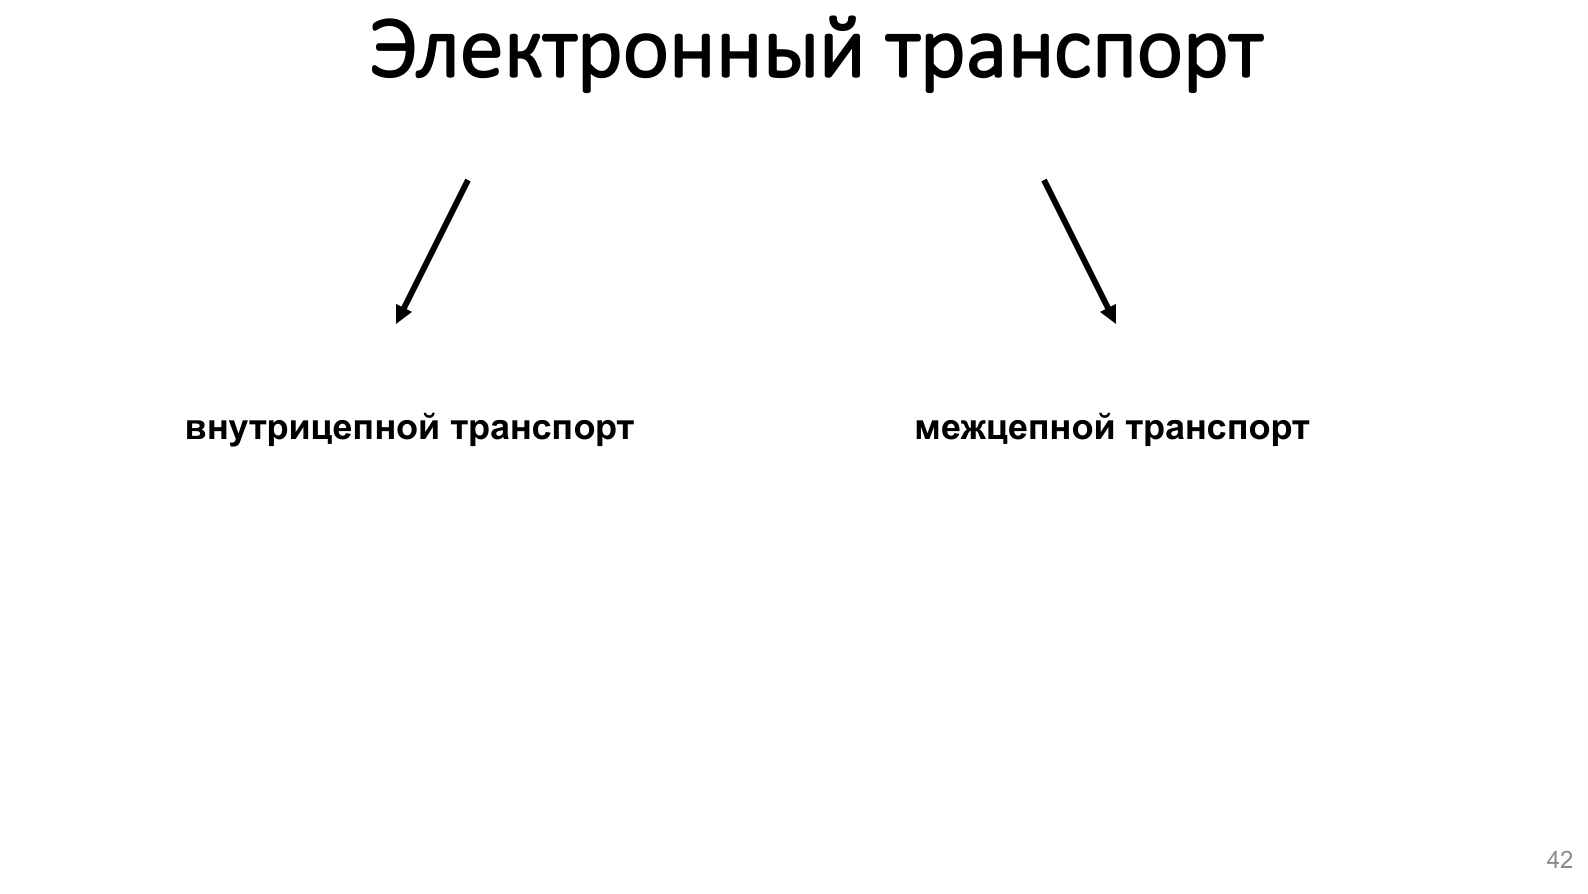 Электронный транспорт
внутрицепной транспорт
межцепной транспорт
42